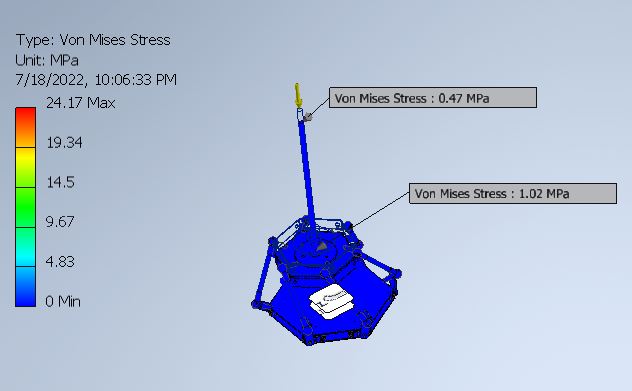 Type: Von Mises Stress
Unit: MPa
7/18/2022, 10:06:33 PM
24.17 Max
19.34
14.5
9.67
4.83
0 Min
Von Mises Stress : 0.47 MPa
Von Mises Stress : 1.02 MPa